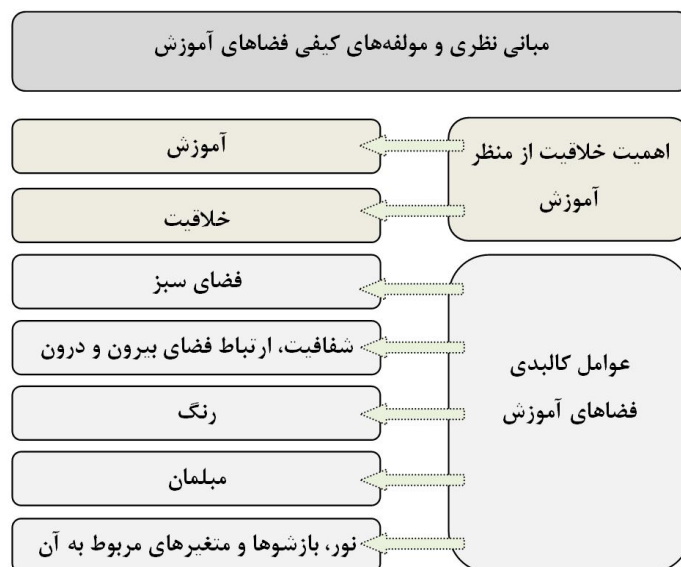 مبانی نظری و مولفه‌های کیفی فضاهای آموزش
اهمیت خلاقیت از منظر
آموزش
آموزش
خلاقیت
عوامل کالبدی
فضاهای آموزش
فضای سبز
شفافیت، ارتباط فضای بیرون و درون
رنگ
مبلمان
نور، بازشوها و متغیرهای مربوط به آن